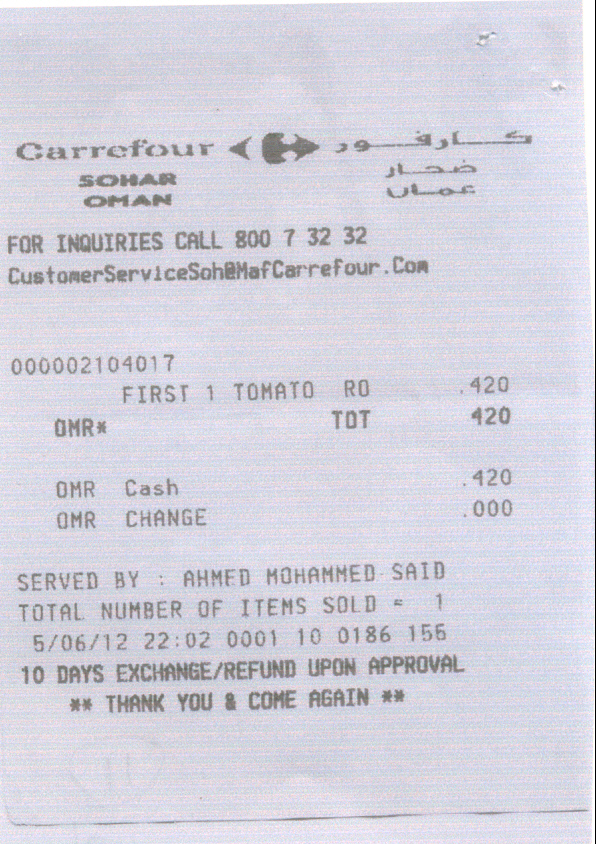 Carrefour كارفور
SOHAR صحار
OMAN عمان
FOR INQUIRIES CALL 800 7 32 32
CustomerServiceSoh@MafCarrefour.Com
000002104017
FIRST 1 TOMATO RO .420
OMR* TOT 420
OMR Cash .420
OMR CHANGE .000
SERVED BY : AHMED MOHAMMED SAID
TOTAL NUMBER OF ITEMS SOLD = 1
5/06/12 22:02 0001 10 0186 156
10 DAYS EXCHANGE/REFUND UPON APPROVAL
** THANK YOU & COME AGAIN **